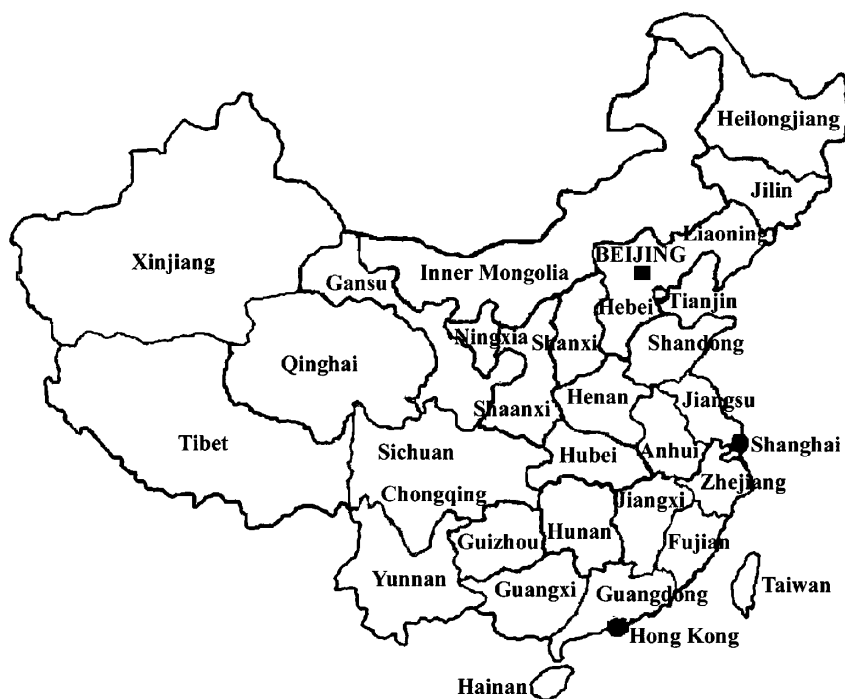 Heilongjiang
Jilin
Liaoning
BEIJING
Xinjiang
Gansu
Inner Mongolia
Hebei
Tianjin
Ningxia
Shanxi
Shandong
Qinghai
Shaanxi
Henan
Jiangsu
Tibet
Sichuan
Hubei
Anhui
Shanghai
Chongqing
Jiangxi
Zhejiang
Guizhou
Hunan
Fujian
Yunnan
Guangxi
Guangdong
Taiwan
Hong Kong
Hainan